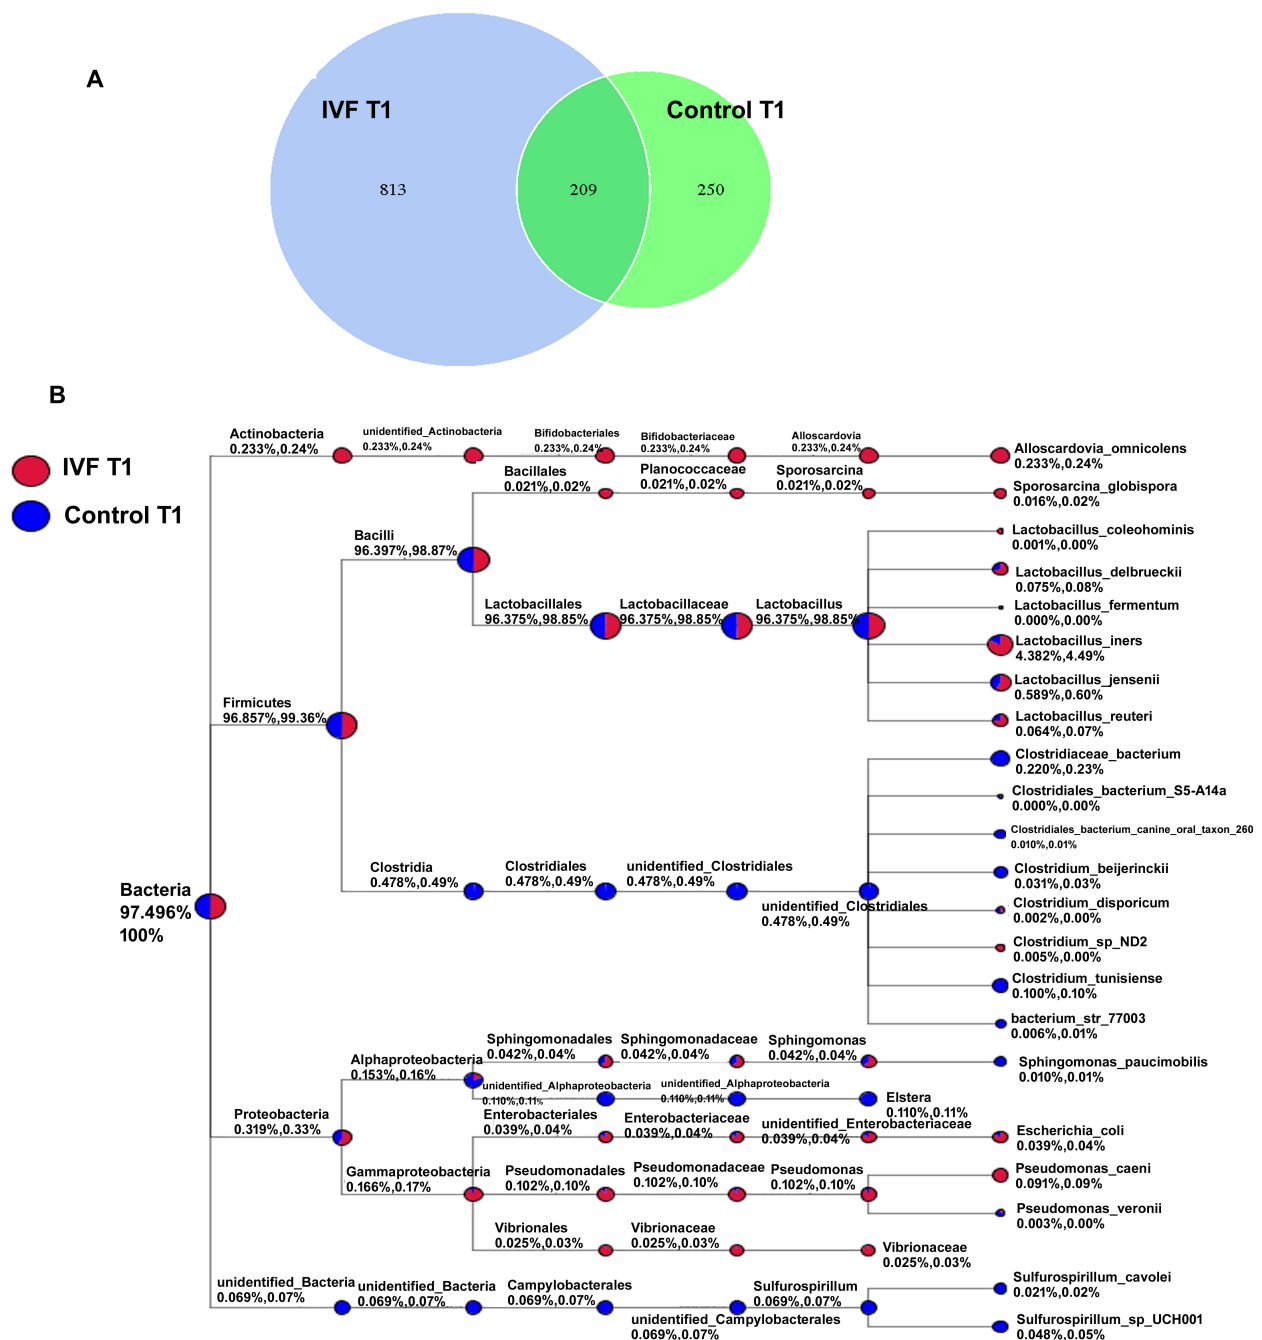 A
IVF T1
Control T1
813
209
250
B
IVF T1
Control T1
Actinobacteria
0.233%,0.24%
unidentified_Actinobacteria
0.233%,0.24%
Bifidobacteriales
0.233%,0.24%
Bifidobacteriaceae
0.233%,0.24%
Alloscardovia
0.233%,0.24%
Alloscardovia_omnicolens
0.233%,0.24%
Bacillales
0.021%,0.02%
Planococcaceae
0.021%,0.02%
Sporosarcina
0.021%,0.02%
Sporosarcina_globispora
0.016%,0.02%
Bacilli
96.397%,98.87%
Lactobacillus_coleohominis
0.001%,0.00%
Lactobacillus_delbrueckii
0.075%,0.08%
Lactobacillales
96.375%,98.85%
Lactobacillaceae
96.375%,98.85%
Lactobacillus
96.375%,98.85%
Lactobacillus_fermentum
0.000%,0.00%
Lactobacillus_iners
4.382%,4.49%
Lactobacillus_jensenii
0.589%,0.60%
Lactobacillus_reuteri
0.064%,0.07%
Firmicutes
96.857%,99.36%
Clostridiaceae_bacterium
0.220%,0.23%
Clostridiales_bacterium_S5-A14a
0.000%,0.00%
Clostridiales_bacterium_canine_oral_taxon_260
0.010%,0.01%
Clostridia
0.478%,0.49%
Clostridiales
0.478%,0.49%
unidentified_Clostridiales
0.478%,0.49%
unidentified_Clostridiales
0.478%,0.49%
Clostridium_beijerinckii
0.031%,0.03%
Clostridium_disporicum
0.002%,0.00%
Clostridium_sp_ND2
0.005%,0.00%
Clostridium_tunisiense
0.100%,0.10%
bacterium_str_77003
0.006%,0.01%
Bacteria
97.496%
100%
Sphingomonadales
0.042%,0.04%
Sphingomonadaceae
0.042%,0.04%
Sphingomonas
0.042%,0.04%
Sphingomonas_paucimobilis
0.010%,0.01%
Alphaproteobacteria
0.153%,0.16%
unidentified_Alphaproteobacteria
0.110%,0.11%
unidentified_Alphaproteobacteria
0.110%,0.11%
Elstera
0.110%,0.11%
Proteobacteria
0.319%,0.33%
Enterobacteriales
0.039%,0.04%
Enterobacteriaceae
0.039%,0.04%
unidentified_Enterobacteriaceae
0.039%,0.04%
Escherichia_coli
0.039%,0.04%
Gammaproteobacteria
0.166%,0.17%
Pseudomonadales
0.102%,0.10%
Pseudomonadaceae
0.102%,0.10%
Pseudomonas
0.102%,0.10%
Pseudomonas_caeni
0.091%,0.09%
Pseudomonas_veronii
0.003%,0.00%
Vibrionales
0.025%,0.03%
Vibrionaceae
0.025%,0.03%
Vibrionaceae
0.025%,0.03%
unidentified_Bacteria
0.069%,0.07%
unidentified_Bacteria
0.069%,0.07%
Campylobacterales
0.069%,0.07%
unidentified_Campylobacterales
0.069%,0.07%
Sulfurospirillum
0.069%,0.07%
Sulfurospirillum_cavolei
0.021%,0.02%
Sulfurospirillum_sp_UCH001
0.048%,0.05%